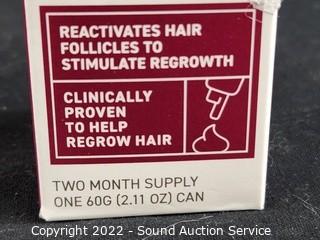 REACTIVATES HAIR
FOLLICLES TO
STIMULATE REGROWTH
CLINICALLY
PROVEN
TO HELP
REGROW HAIR
TWO MONTH SUPPLY
ONE 60G (2.11 OZ) CAN
Copyright 2022 - Sound Auction Service